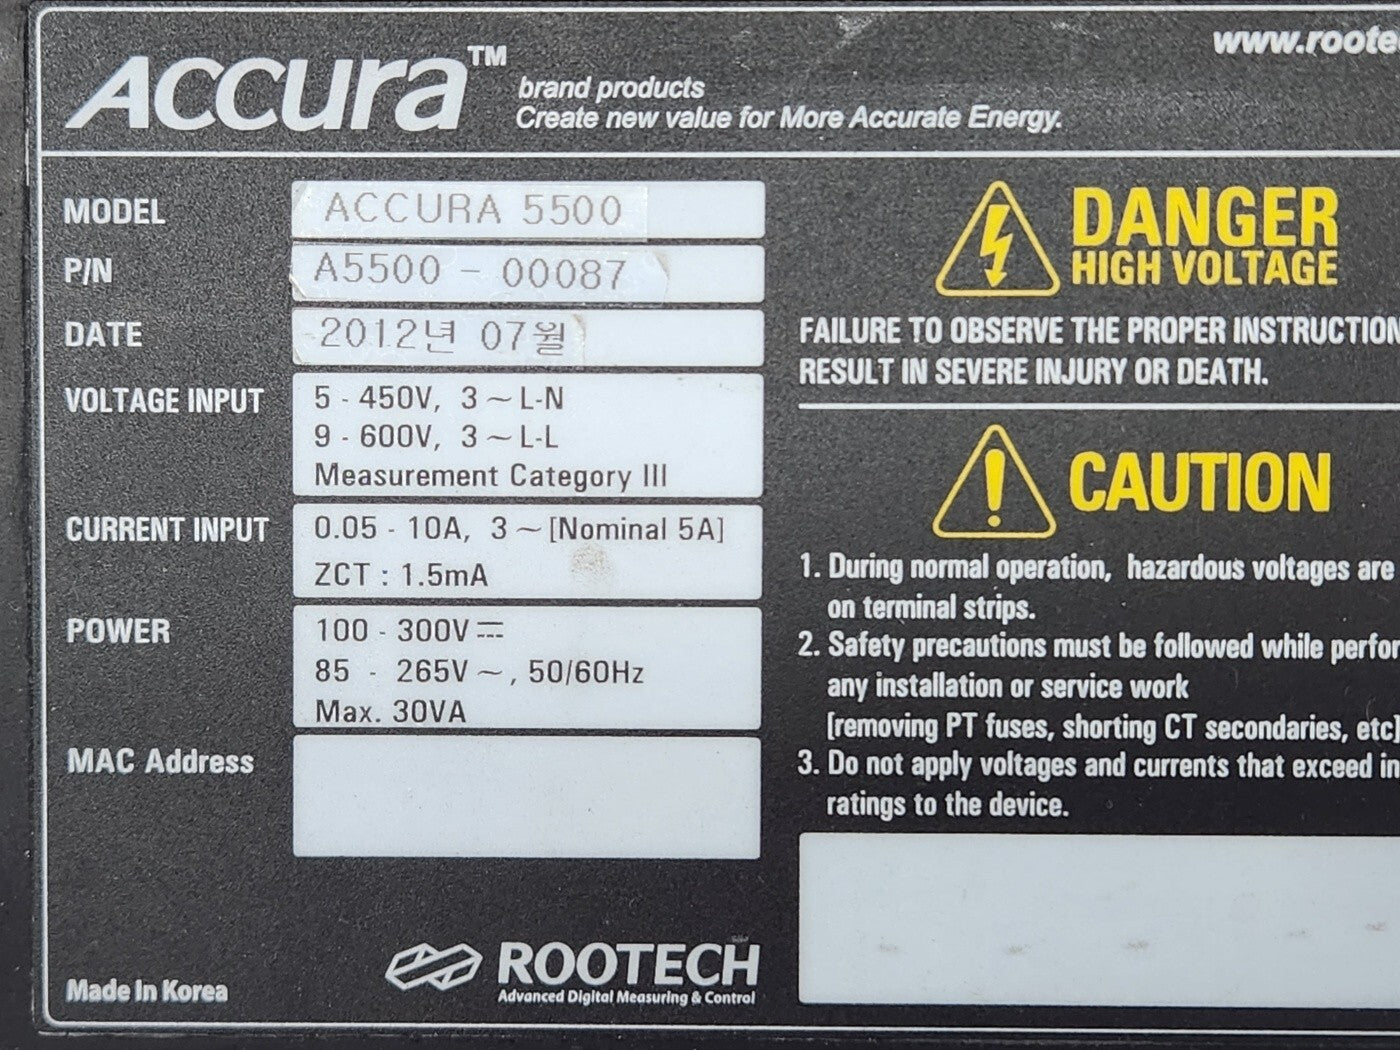 Accura™
brand products
Create new value for More Accurate Energy.
www.roote
MODEL ACCURA 5500
P/N A5500 - 00087
DATE 2012년 07월
VOLTAGE INPUT 5 - 450V, 3 ~ L-N
9 - 600V, 3 ~ L-L
Measurement Category III
CURRENT INPUT 0.05 - 10A, 3 ~ [Nominal 5A]
ZCT : 1.5mA
POWER 100 - 300V ⎓
85 - 265V ~ , 50/60Hz
Max. 30VA
MAC Address
Made In Korea
ROOTECH
Advanced Digital Measuring & Control
DANGER
HIGH VOLTAGE
FAILURE TO OBSERVE THE PROPER INSTRUCTION
RESULT IN SEVERE INJURY OR DEATH.
CAUTION
1. During normal operation, hazardous voltages are
on terminal strips.
2. Safety precautions must be followed while perfor
any installation or service work
[removing PT fuses, shorting CT secondaries, etc]
3. Do not apply voltages and currents that exceed in
ratings to the device.